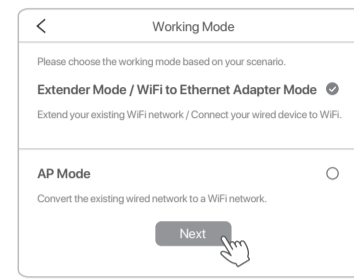 Working Mode
Please choose the working mode based on your scenario.
Extender Mode / WiFi to Ethernet Adapter Mode
Extend your existing WiFi network / Connect your wired device to WiFi.
AP Mode
Convert the existing wired network to a WiFi network.
Next